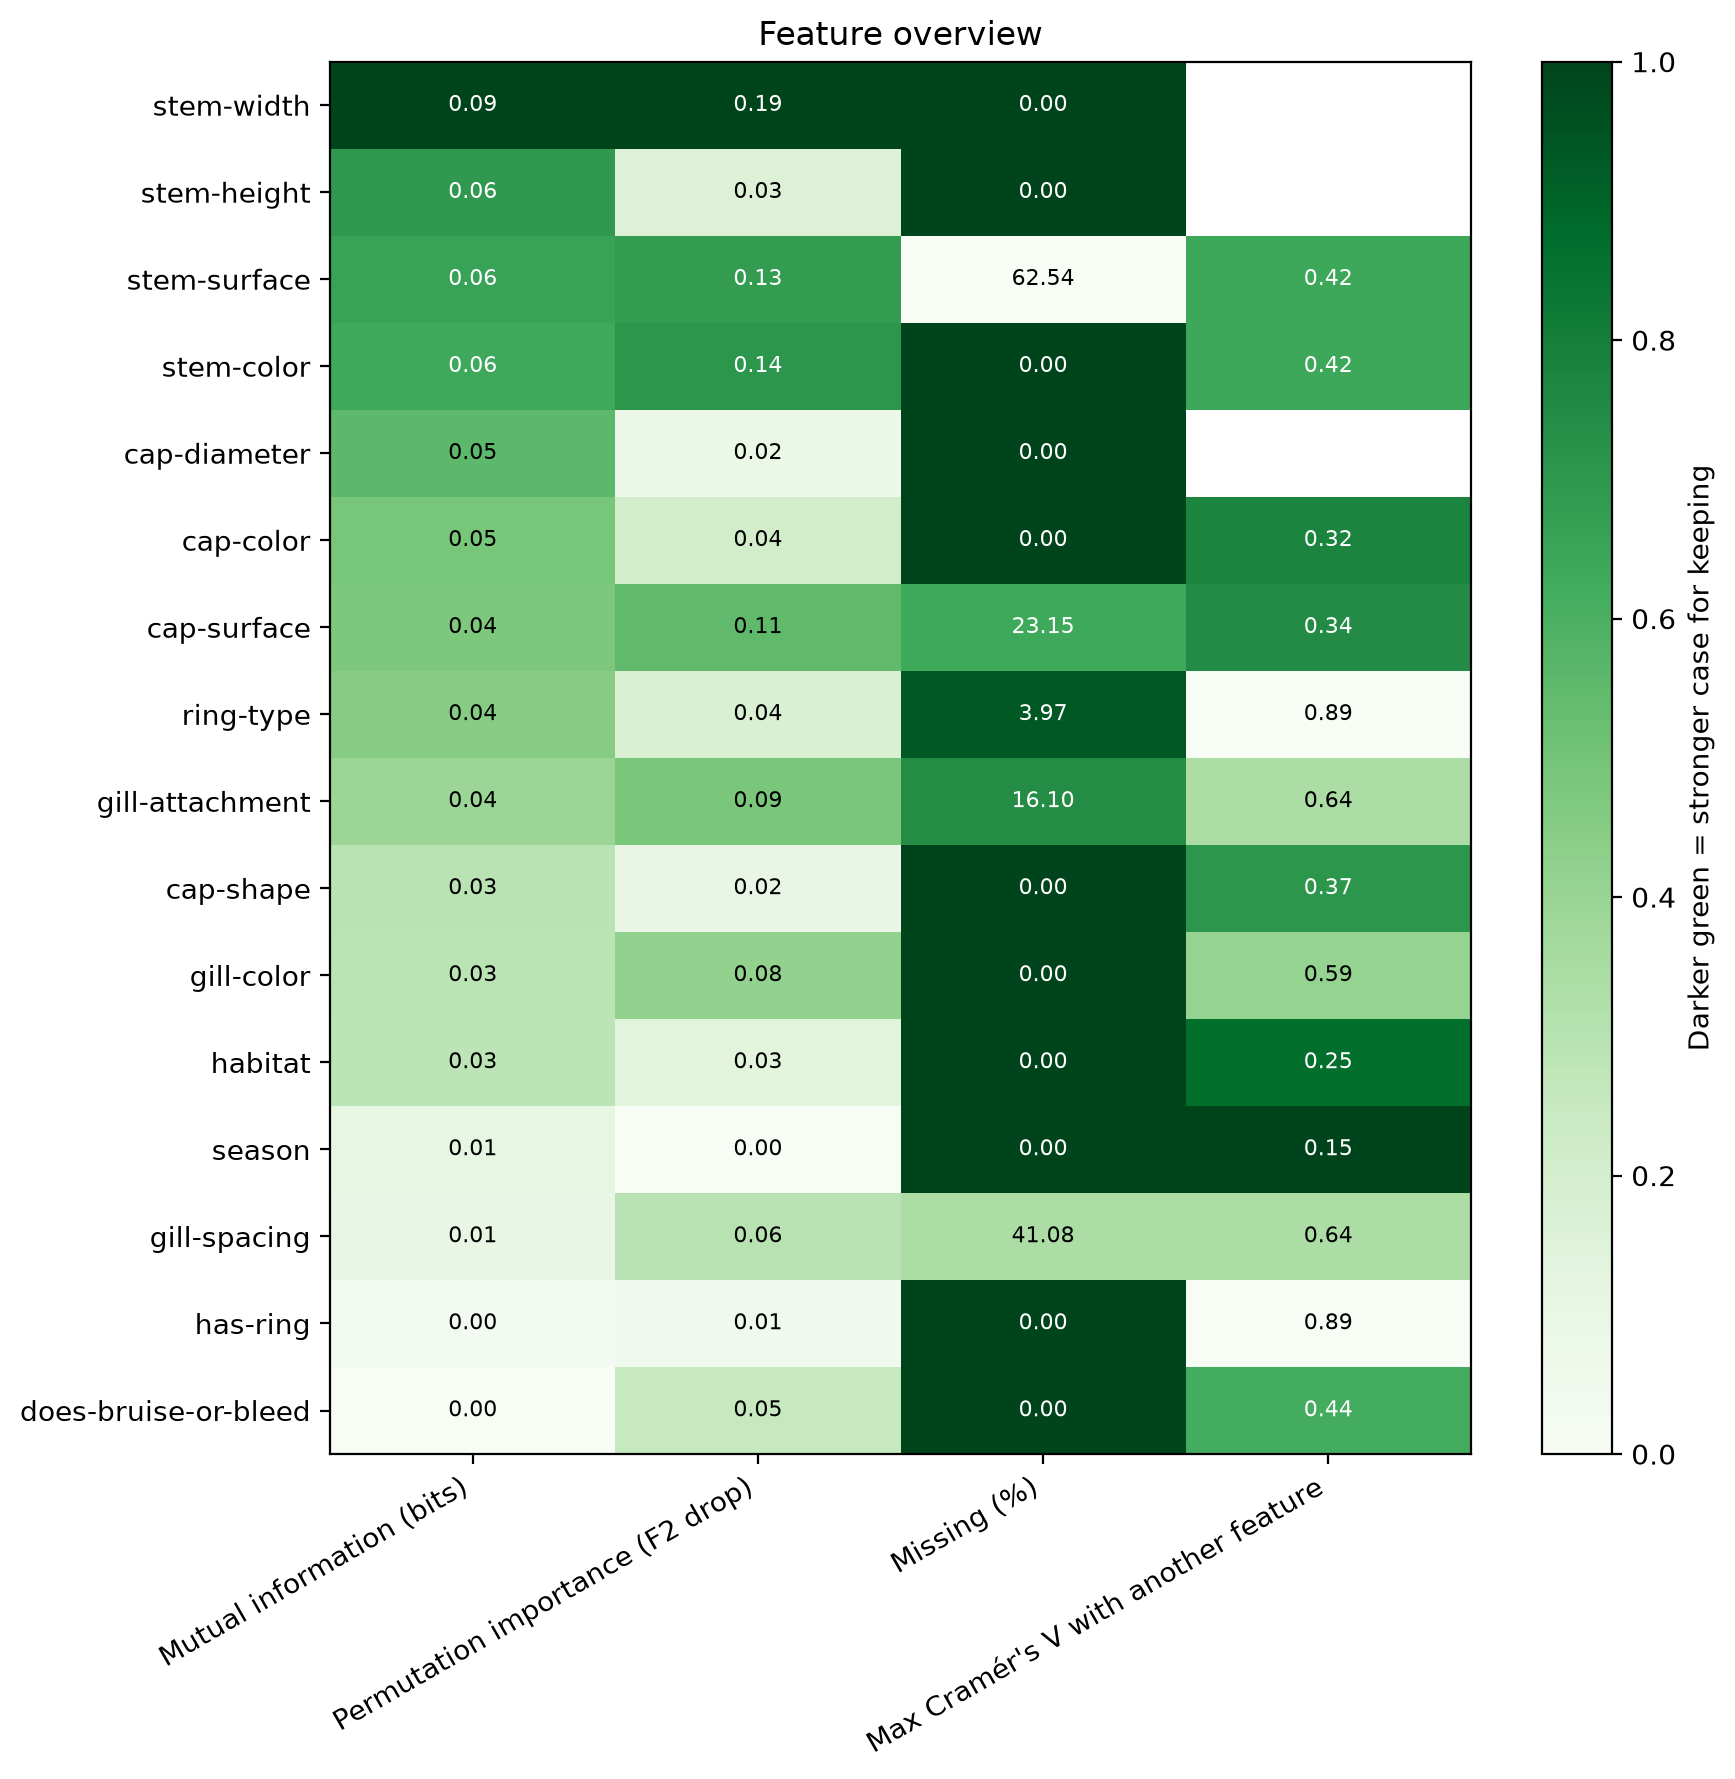 Feature overview
stem-width 0.09 0.19 0.00
stem-height 0.06 0.03 0.00
stem-surface 0.06 0.13 62.54 0.42
stem-color 0.06 0.14 0.00 0.42
cap-diameter 0.05 0.02 0.00
cap-color 0.05 0.04 0.00 0.32
cap-surface 0.04 0.11 23.15 0.34
ring-type 0.04 0.04 3.97 0.89
gill-attachment 0.04 0.09 16.10 0.64
cap-shape 0.03 0.02 0.00 0.37
gill-color 0.03 0.08 0.00 0.59
habitat 0.03 0.03 0.00 0.25
season 0.01 0.00 0.00 0.15
gill-spacing 0.01 0.06 41.08 0.64
has-ring 0.00 0.01 0.00 0.89
does-bruise-or-bleed 0.00 0.05 0.00 0.44
Mutual information (bits)
Permutation importance (F2 drop)
Missing (%)
Max Cramér's V with another feature
1.0
0.8
0.6
0.4
0.2
0.0
Darker green = stronger case for keeping